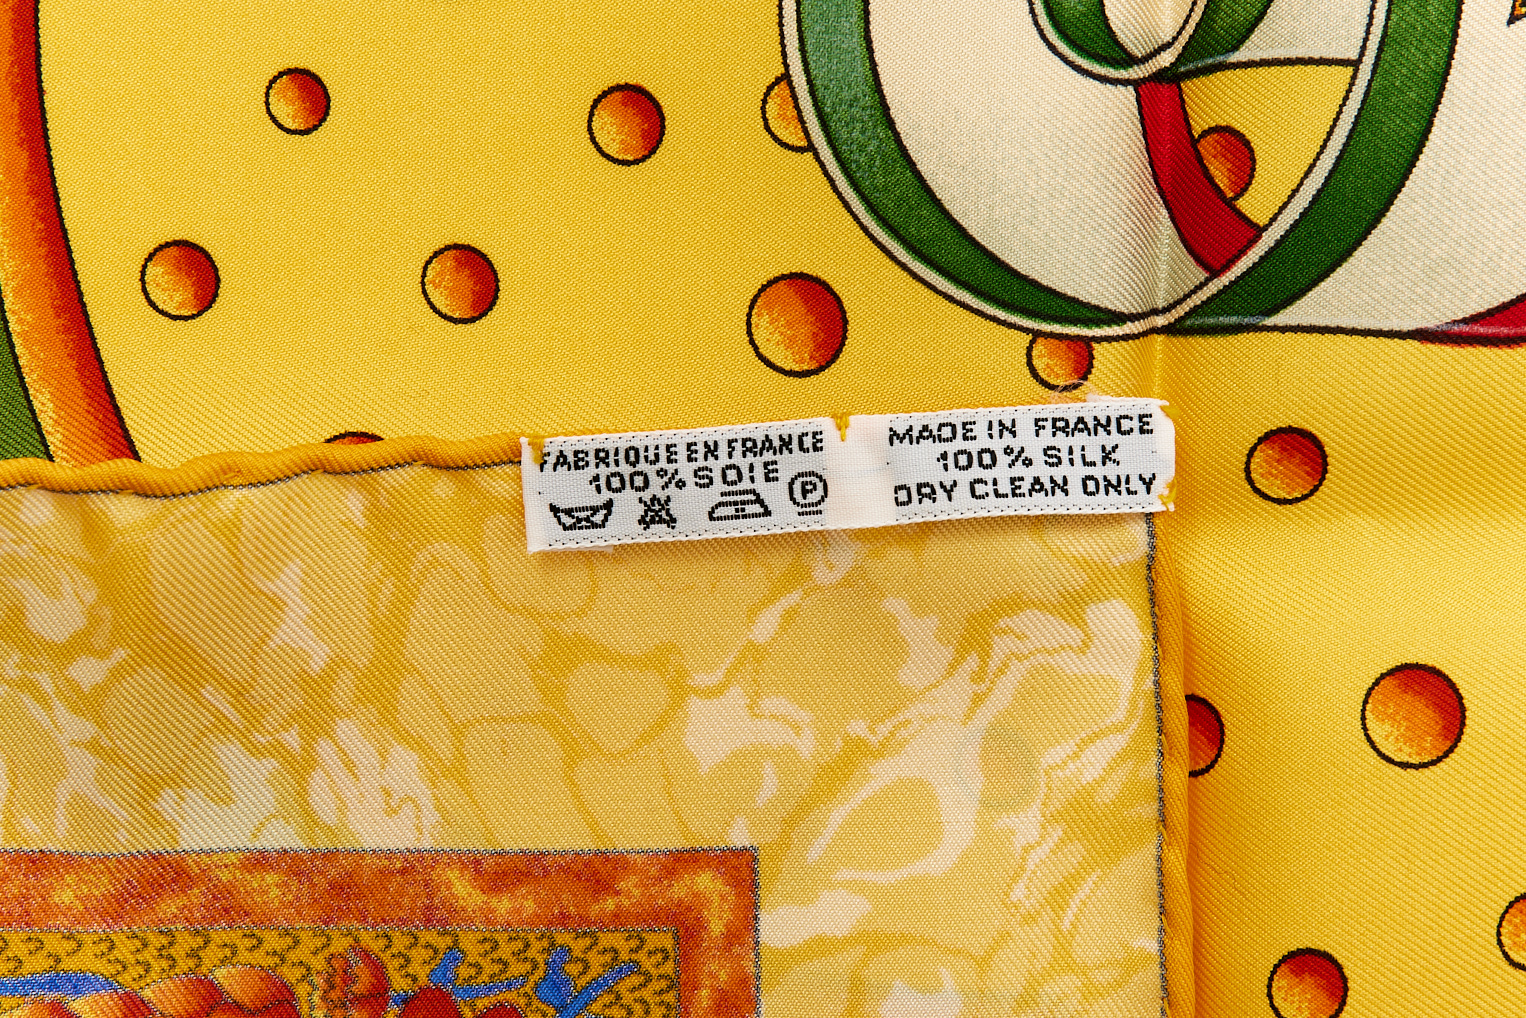 FABRIQUE EN FRANCE
100% SOIE
P
MADE IN FRANCE
100% SILK
DRY CLEAN ONLY